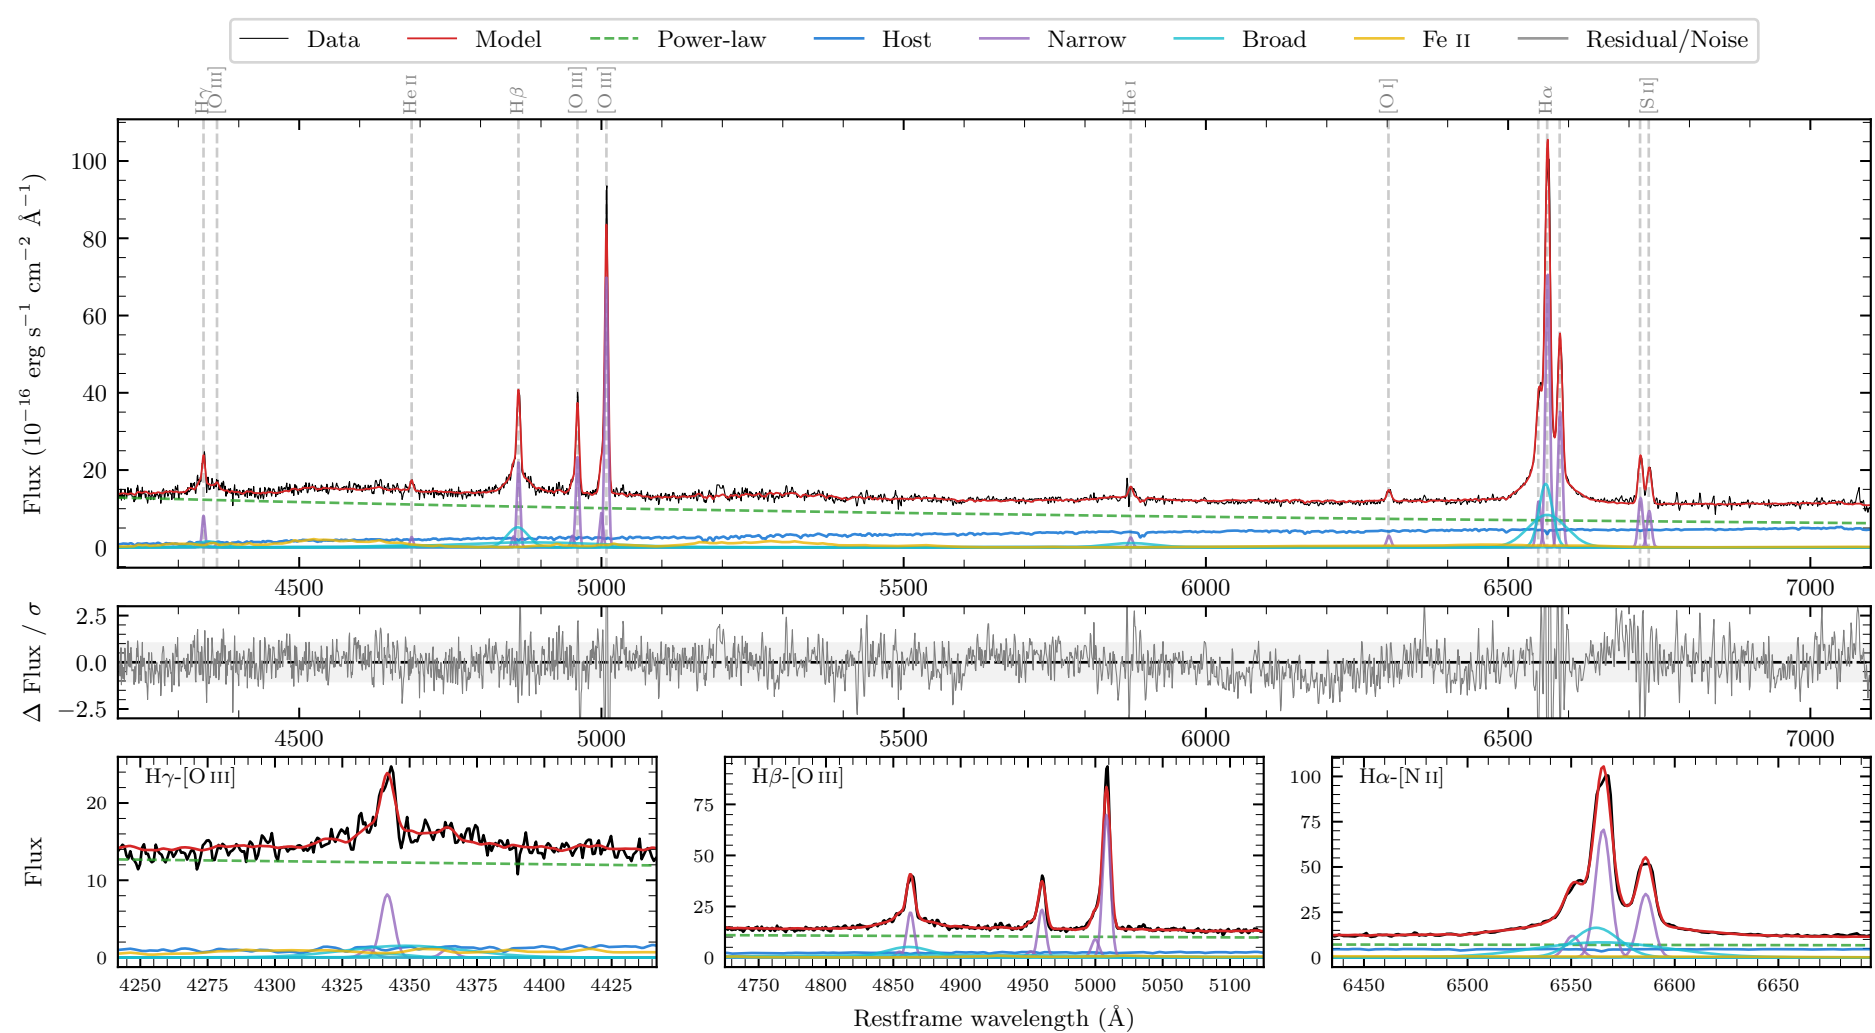 Data Model Power-law Host Narrow Broad Fe II Residual/Noise
Hγ [O III] He II Hβ [O III] [O III] He I [O I] Hα [S II]
Flux (10−16 erg s−1 cm−2 Å−1)
100
80
60
40
20
0
4500 5000 5500 6000 6500 7000
Δ Flux / σ
2.5
0.0
−2.5
4500 5000 5500 6000 6500 7000
Flux
Hγ-[O III]
20
10
0
4250 4275 4300 4325 4350 4375 4400 4425
Hβ-[O III]
75
50
25
0
4750 4800 4850 4900 4950 5000 5050 5100
Hα-[N II]
100
75
50
25
0
6450 6500 6550 6600 6650
Restframe wavelength (Å)